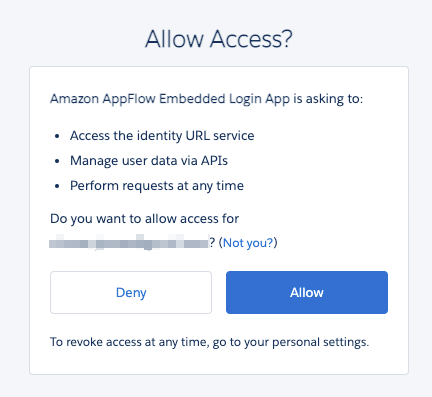 Allow Access?
Amazon AppFlow Embedded Login App is asking to:
• Access the identity URL service
• Manage user data via APIs
• Perform requests at any time
Do you want to allow access for
? (Not you?)
Deny
Allow
To revoke access at any time, go to your personal settings.